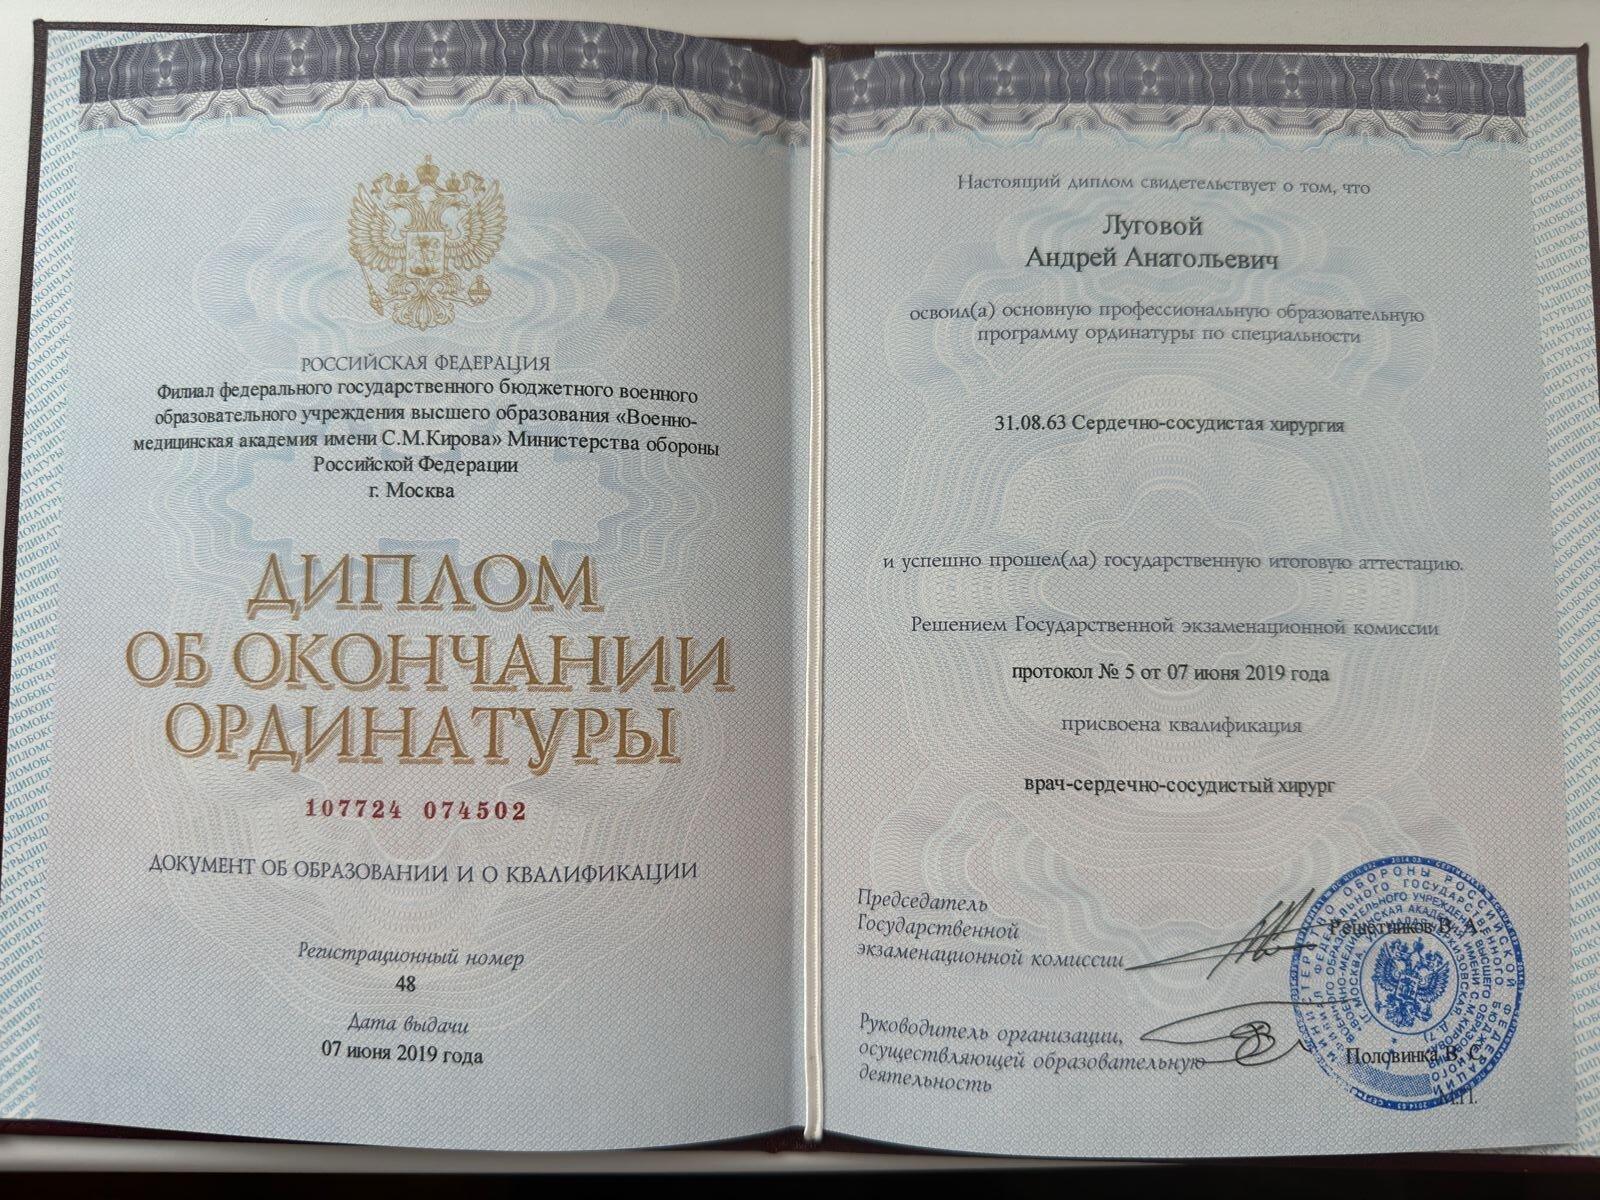 РОССИЙСКАЯ ФЕДЕРАЦИЯ
Филиал федерального государственного бюджетного военного
образовательного учреждения высшего образования «Военно-
медицинская академия имени С.М.Кирова» Министерства обороны
Российской Федерации
г. Москва
ДИПЛОМ
ОБ ОКОНЧАНИИ
ОРДИНАТУРЫ
107724 074502
ДОКУМЕНТ ОБ ОБРАЗОВАНИИ И О КВАЛИФИКАЦИИ
Регистрационный номер
48
Дата выдачи
07 июня 2019 года
Настоящий диплом свидетельствует о том, что
Луговой
Андрей Анатольевич
освоил(а) основную профессиональную образовательную
программу ординатуры по специальности
31.08.63 Сердечно-сосудистая хирургия
и успешно прошел(ла) государственную итоговую аттестацию.
Решением Государственной экзаменационной комиссии
протокол № 5 от 07 июня 2019 года
присвоена квалификация
врач-сердечно-сосудистый хирург
Председатель
Государственной
экзаменационной комиссии
Решетников В. А.
Руководитель организации,
осуществляющей образовательную
деятельность
Половинка В. С.
М.П.